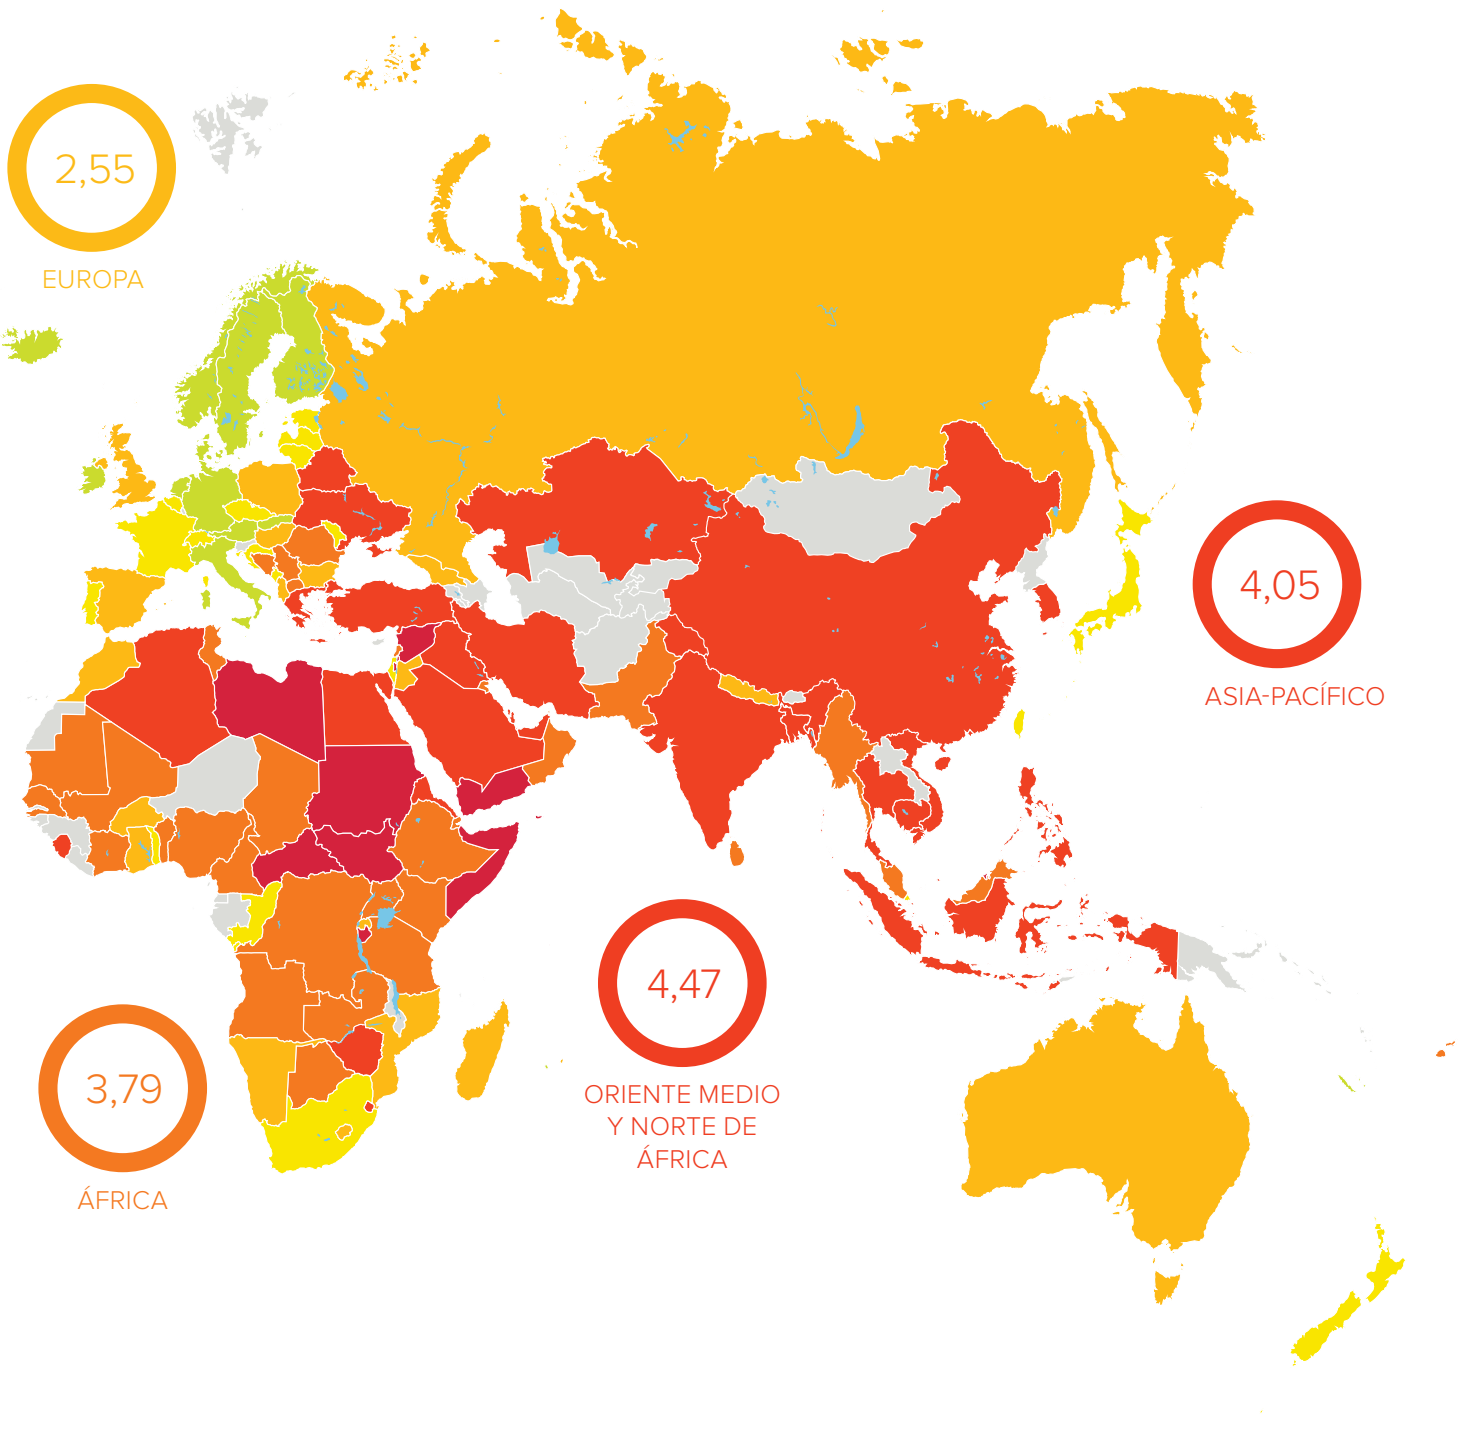 2,55
EUROPA
4,05
ASIA-PACÍFICO
4,47
ORIENTE MEDIO
Y NORTE DE
ÁFRICA
3,79
ÁFRICA